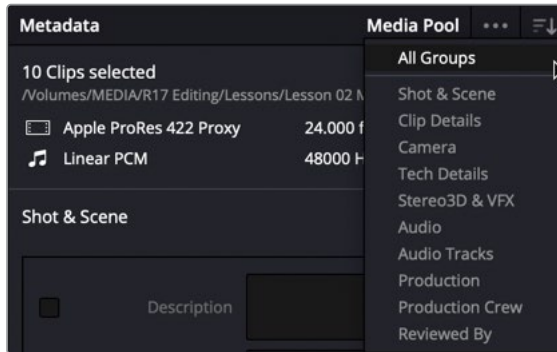 Metadata
Media Pool
10 Clips selected
/Volumes/MEDIA/R17 Editing/Lessons/Lesson 02
Apple ProRes 422 Proxy
24.000
Linear PCM
48000
Shot & Scene
Description
All Groups
Shot & Scene
Clip Details
Camera
Tech Details
Stereo3D & VFX
Audio
Audio Tracks
Production
Production Crew
Reviewed By